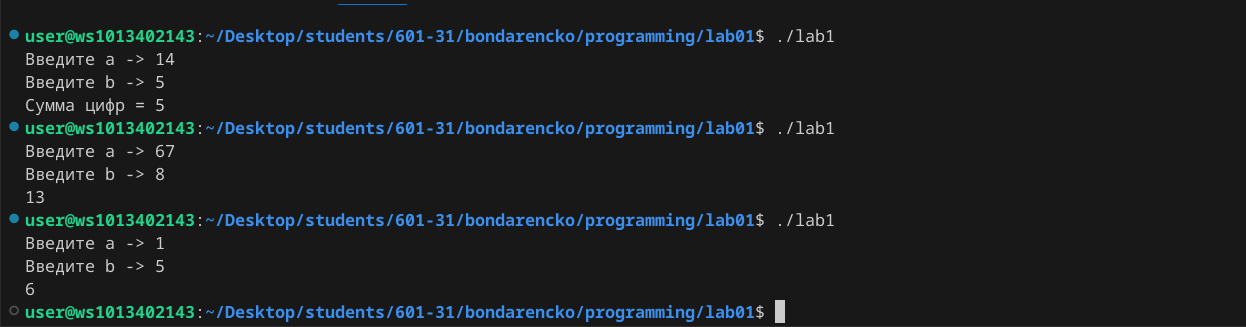 user@ws1013402143:~/Desktop/students/601-31/bondarencko/programming/lab01$ ./lab1
Введите a -> 14
Введите b -> 5
Сумма цифр = 5
user@ws1013402143:~/Desktop/students/601-31/bondarencko/programming/lab01$ ./lab1
Введите a -> 67
Введите b -> 8
13
user@ws1013402143:~/Desktop/students/601-31/bondarencko/programming/lab01$ ./lab1
Введите a -> 1
Введите b -> 5
6
user@ws1013402143:~/Desktop/students/601-31/bondarencko/programming/lab01$